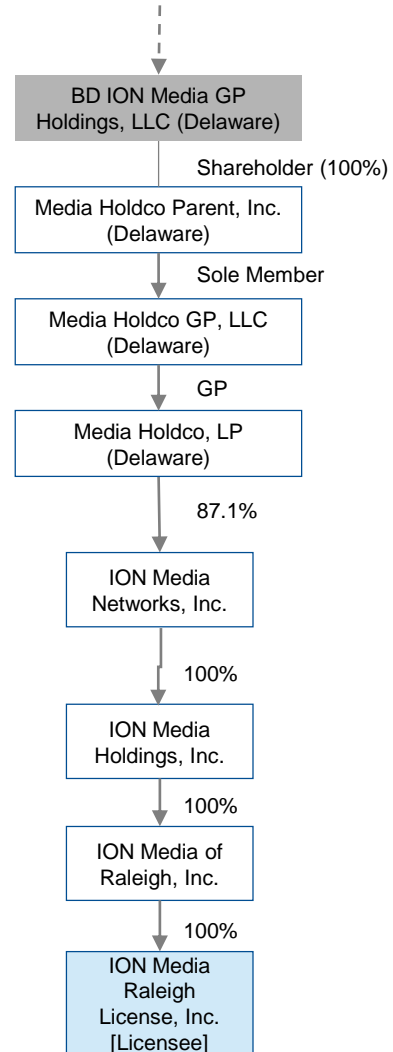 BD ION Media GP
Holdings, LLC (Delaware)
Shareholder (100%)
Media Holdco Parent, Inc.
(Delaware)
Sole Member
Media Holdco GP, LLC
(Delaware)
GP
Media Holdco, LP
(Delaware)
87.1%
ION Media
Networks, Inc.
100%
ION Media
Holdings, Inc.
100%
ION Media of
Raleigh, Inc.
100%
ION Media
Raleigh
License, Inc.
[Licensee]